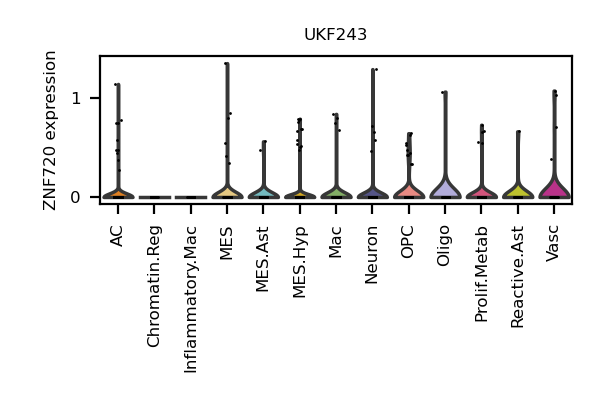 UKF243
ZNF720 expression
1
0
AC
Chromatin.Reg
Inflammatory.Mac
MES
MES.Ast
MES.Hyp
Mac
Neuron
OPC
Oligo
Prolif.Metab
Reactive.Ast
Vasc